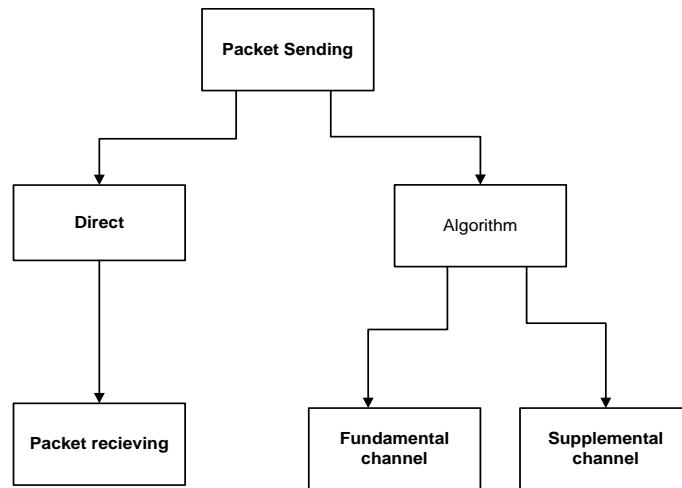 Packet Sending
Direct
Algorithm
Packet recieving
Fundamental
channel
Supplemental
channel